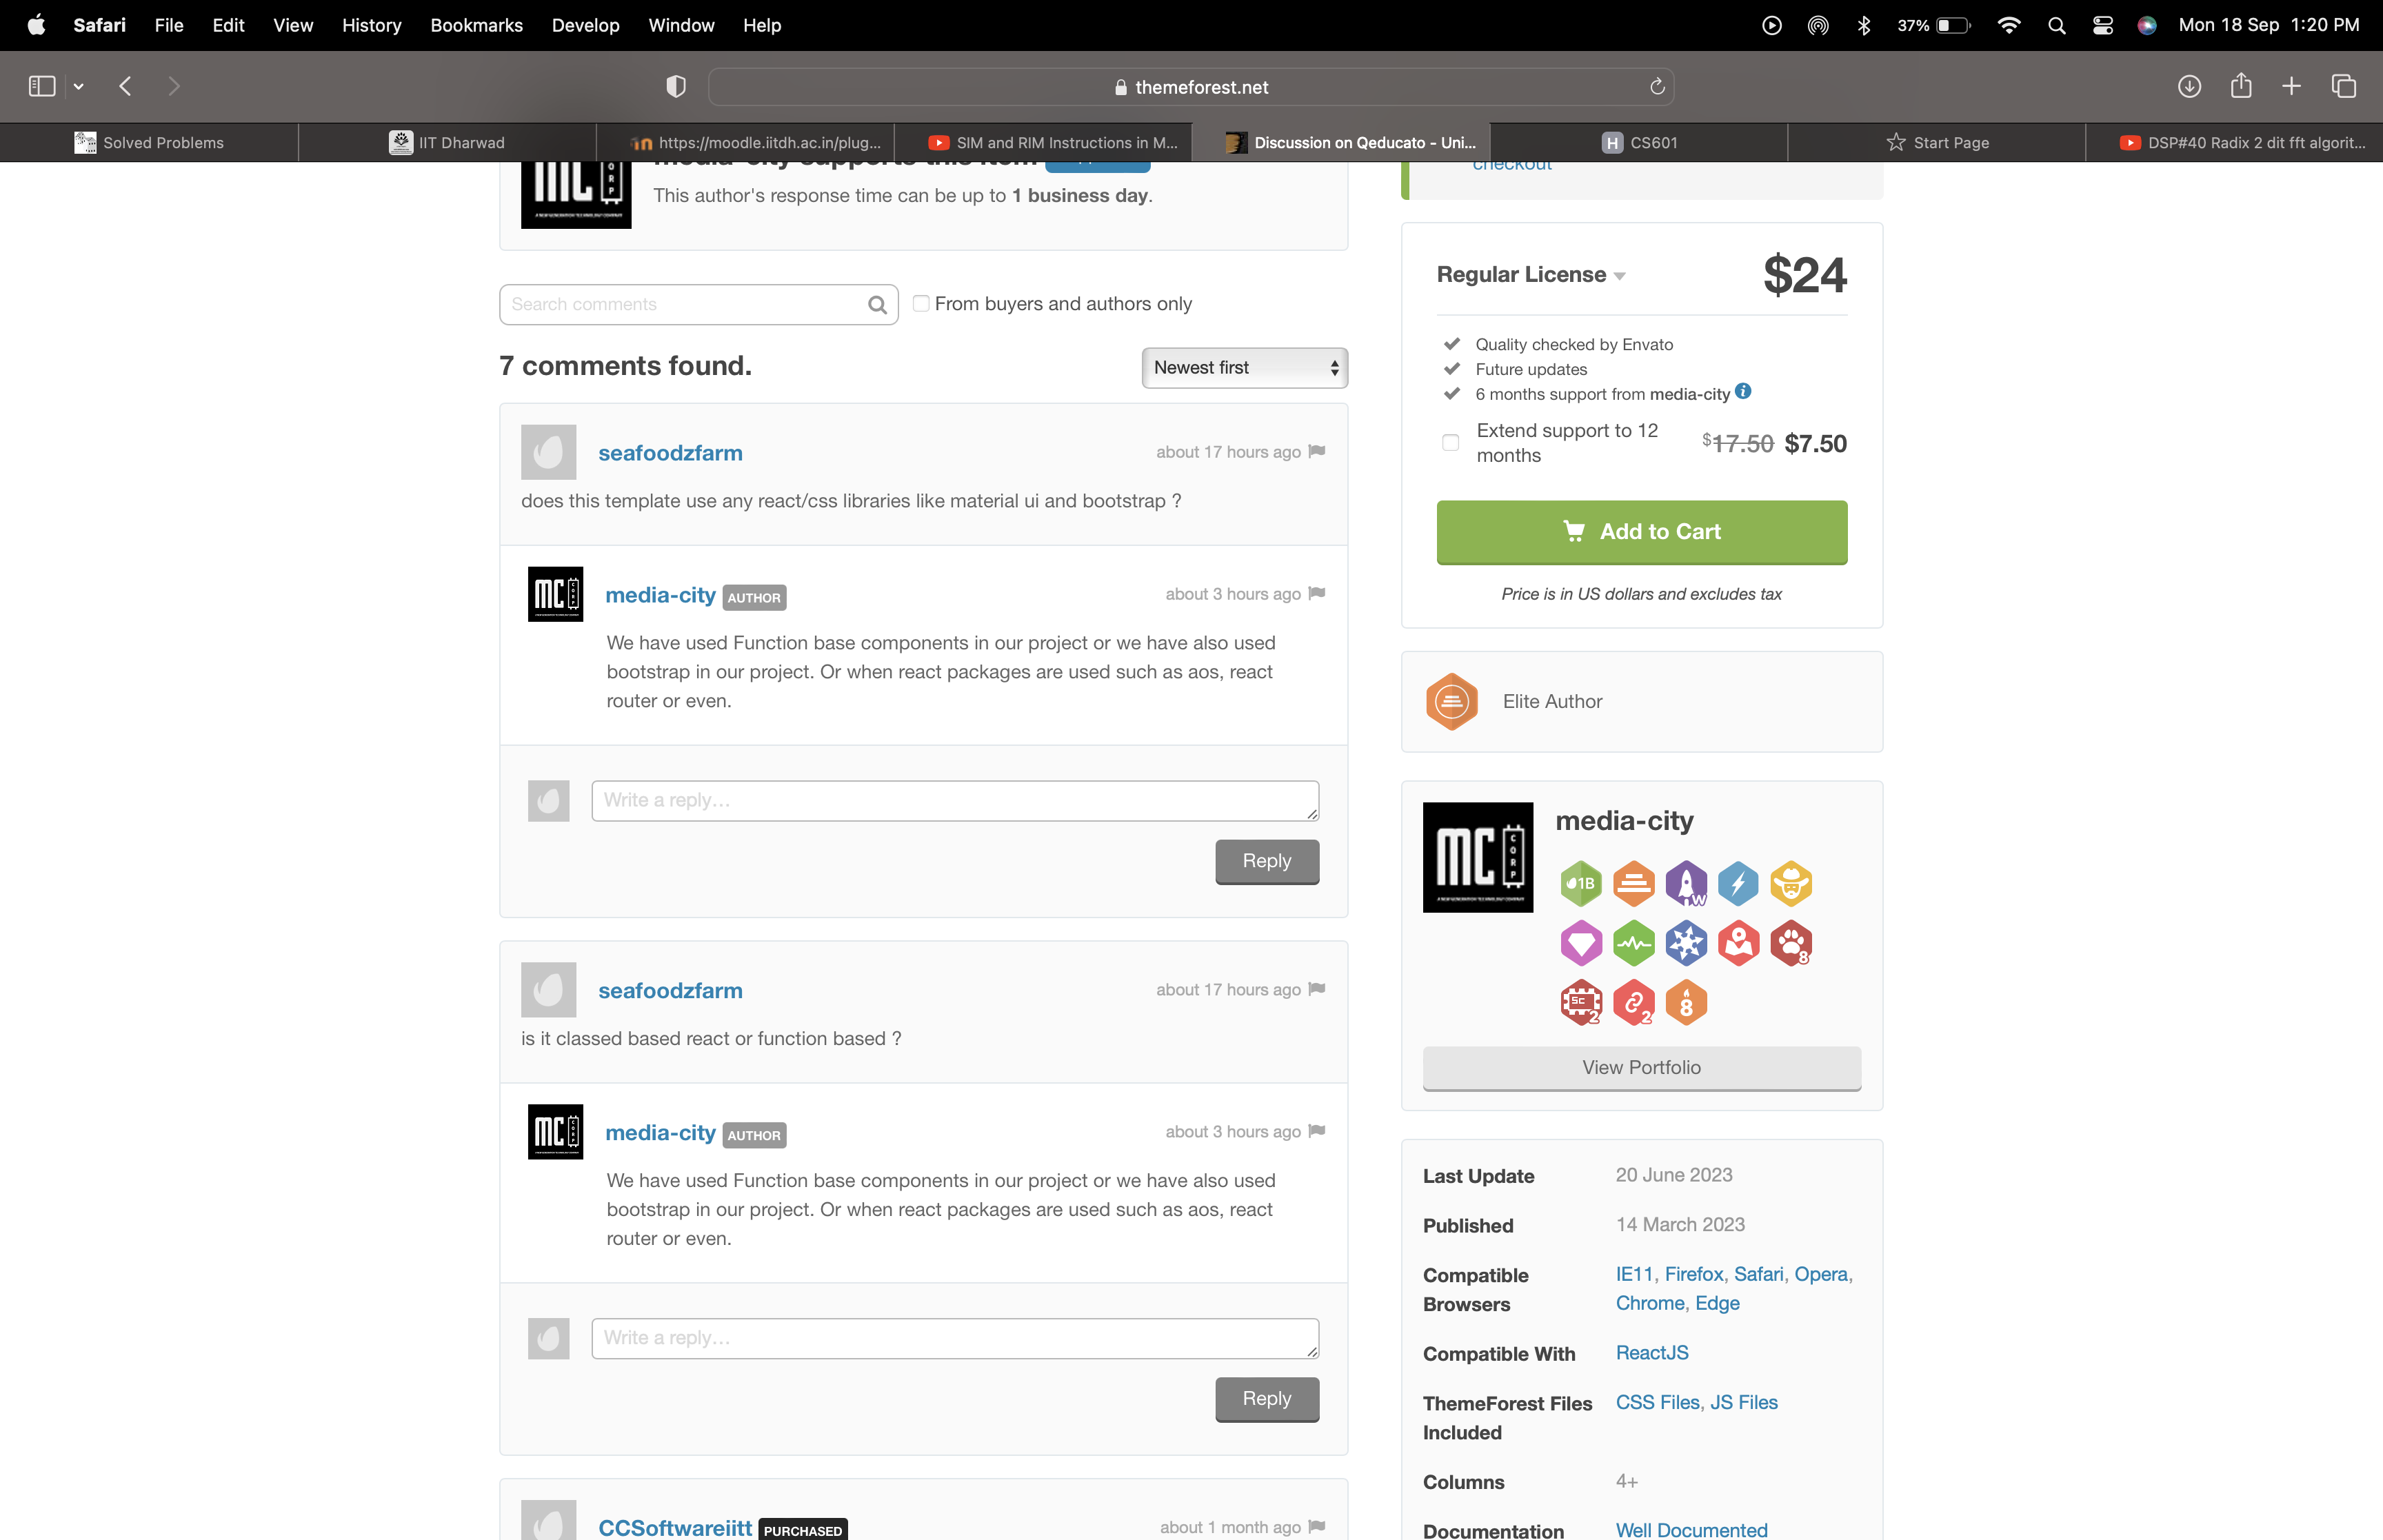 Safari File Edit View History Bookmarks Develop Window Help 37% Mon 18 Sep 1:20 PM
themeforest.net
Solved Problems
IIT Dharwad
https://moodle.iitdh.ac.in/plug...
SIM and RIM Instructions in M...
Discussion on Qeducato - Uni...
CS601
Start Page
DSP#40 Radix 2 dit fft algorit...
media-city supports this item
This author's response time can be up to 1 business day.
Search comments
From buyers and authors only
7 comments found.
Newest first
seafoodzfarm
about 17 hours ago
does this template use any react/css libraries like material ui and bootstrap ?
media-city AUTHOR
about 3 hours ago
We have used Function base components in our project or we have also used
bootstrap in our project. Or when react packages are used such as aos, react
router or even.
Write a reply...
Reply
seafoodzfarm
about 17 hours ago
is it classed based react or function based ?
media-city AUTHOR
about 3 hours ago
We have used Function base components in our project or we have also used
bootstrap in our project. Or when react packages are used such as aos, react
router or even.
Write a reply...
Reply
CCSoftwareiitt PURCHASED
about 1 month ago
checkout
Regular License
$24
Quality checked by Envato
Future updates
6 months support from media-city
Extend support to 12
months
$17.50 $7.50
Add to Cart
Price is in US dollars and excludes tax
Elite Author
MC CORP
media-city
1B
W
8
Sc 2
2
8
View Portfolio
Last Update 20 June 2023
Published 14 March 2023
Compatible Browsers IE11, Firefox, Safari, Opera,
Chrome, Edge
Compatible With ReactJS
ThemeForest Files Included CSS Files, JS Files
Columns 4+
Documentation Well Documented